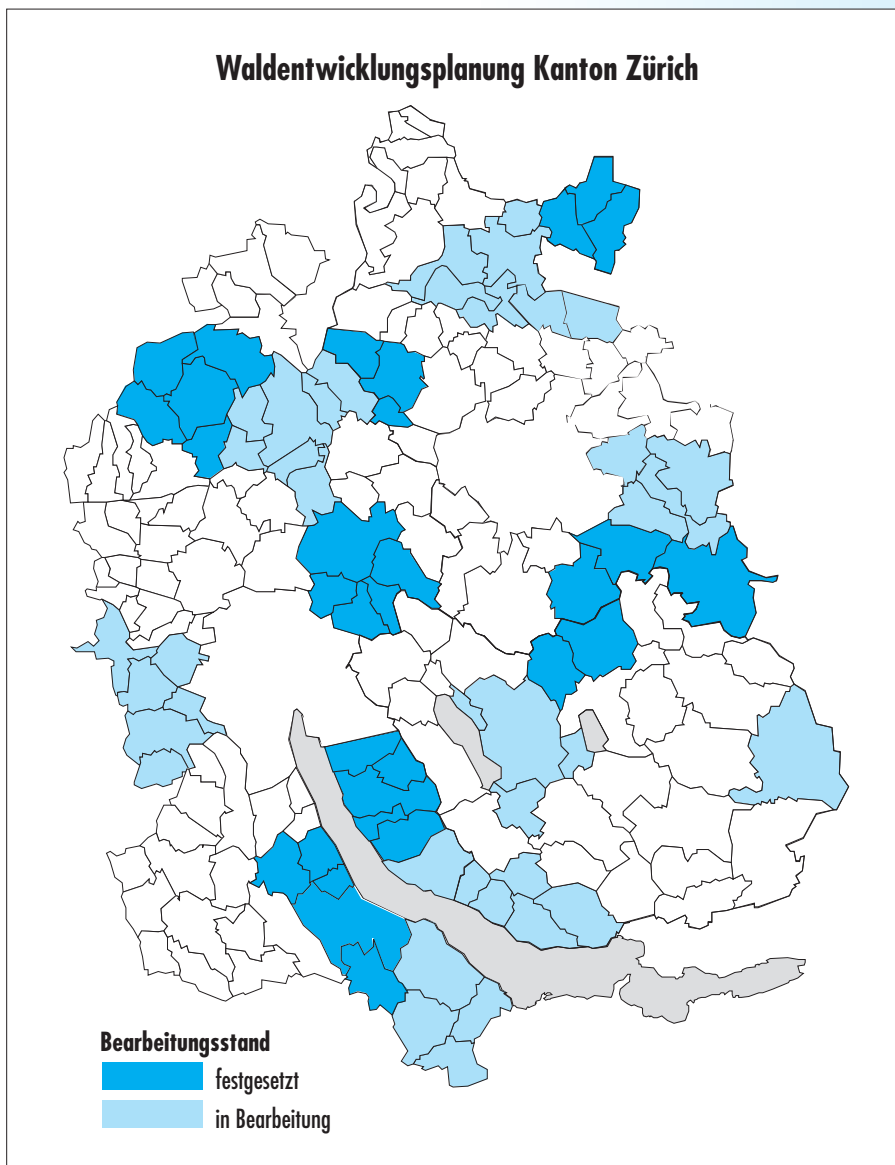 Waldentwicklungsplanung Kanton Zürich
Bearbeitungsstand
festgesetzt
in Bearbeitung